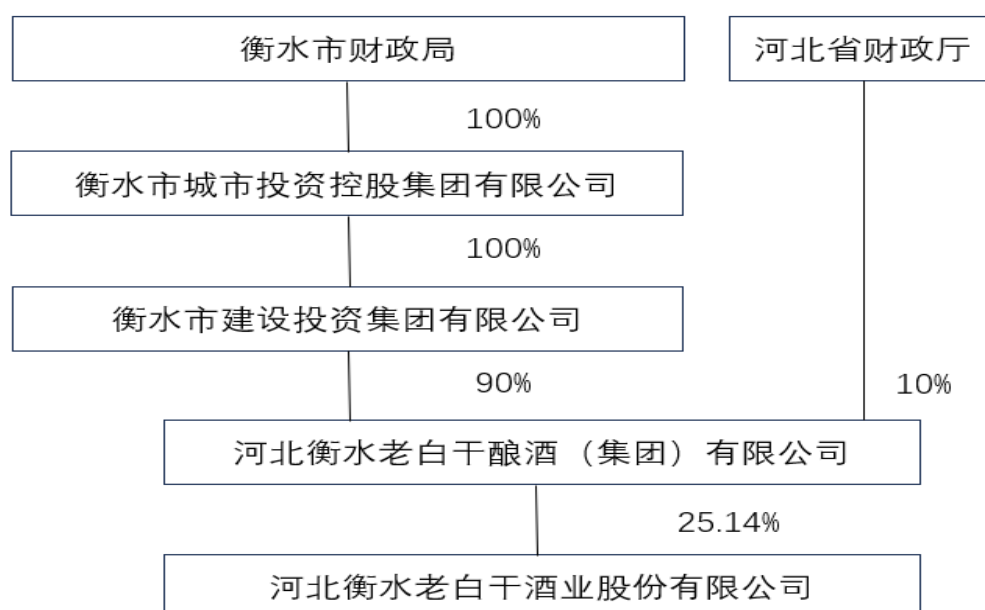 衡水市财政局
河北省财政厅
100%
衡水市城市投资控股集团有限公司
100%
衡水市建设投资集团有限公司
90%
10%
河北衡水老白干酿酒（集团）有限公司
25.14%
河北衡水老白干酒业股份有限公司